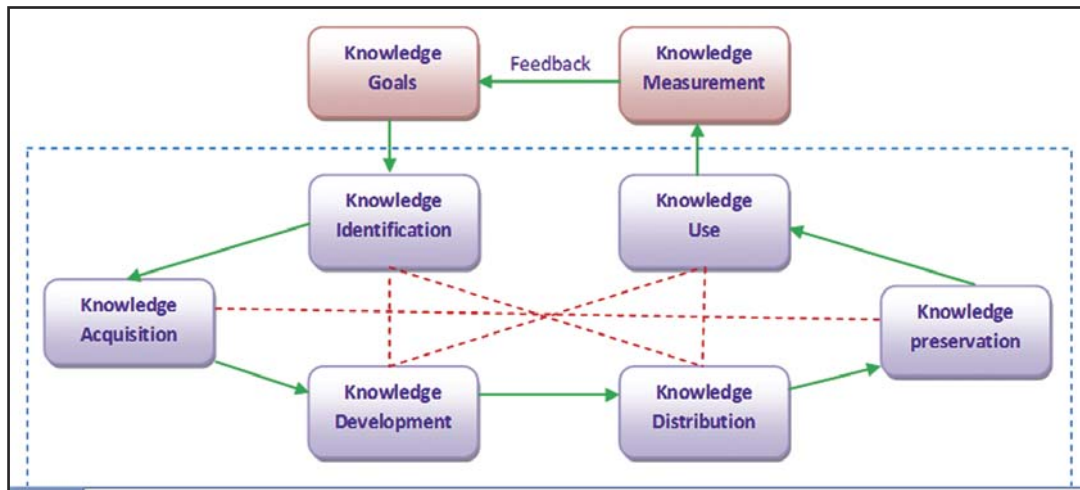 Knowledge
Goals
Feedback
Knowledge
Measurement
Knowledge
Identification
Knowledge
Use
Knowledge
Acquisition
Knowledge
preservation
Knowledge
Development
Knowledge
Distribution